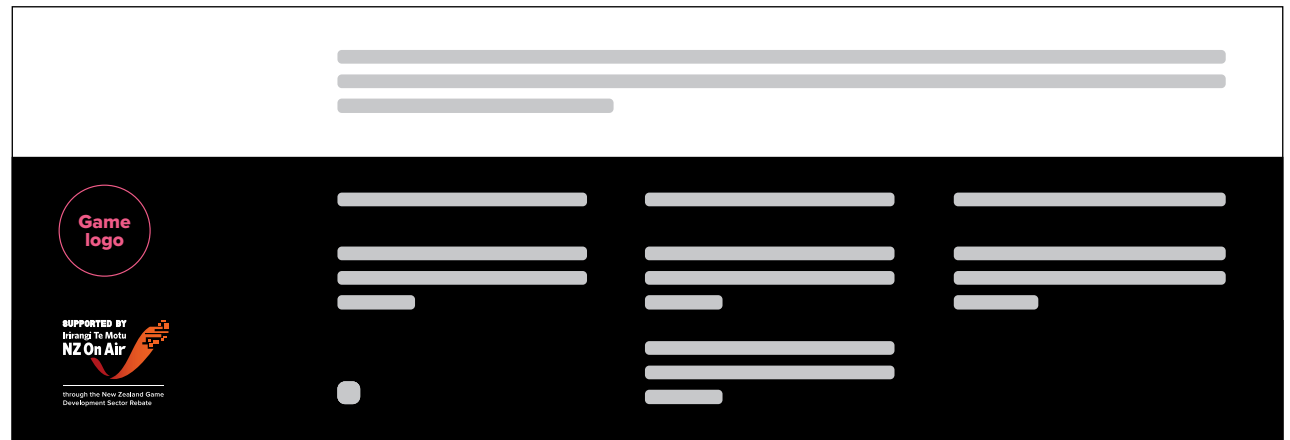 Game
logo
SUPPORTED BY
Irirangi Te Motu
NZ On Air
through the New Zealand Game
Development Sector Rebate